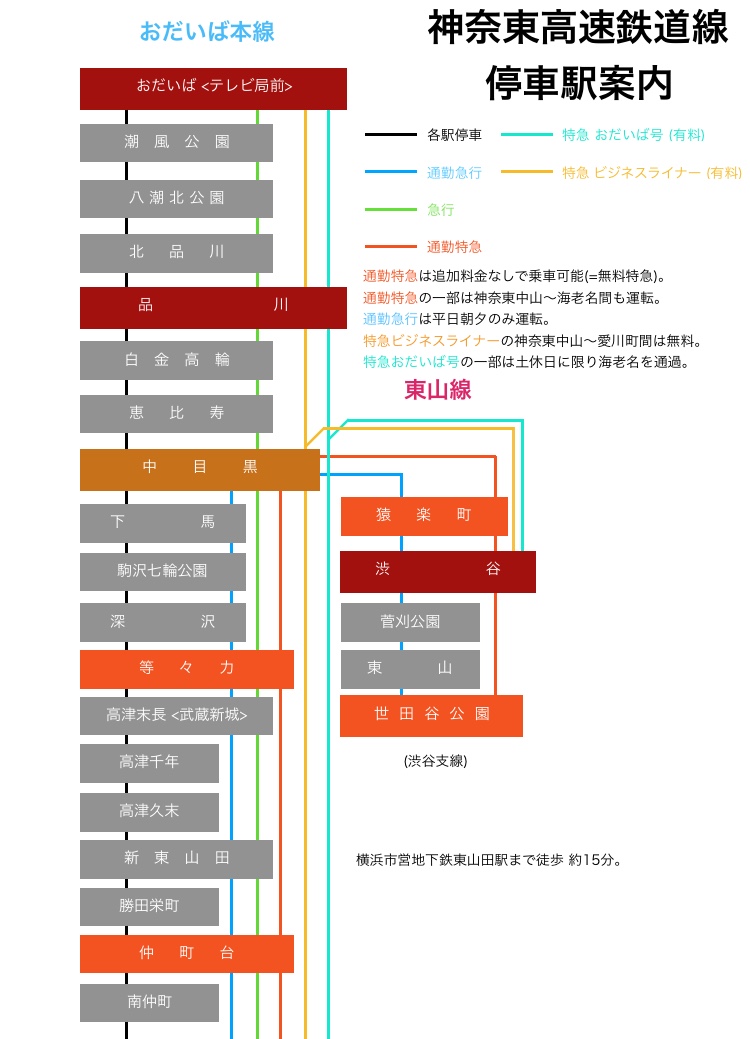 おだいば本線
神奈東高速鉄道線
停車駅案内
おだいば <テレビ局前>
潮風公園
八潮北公園
北品川
品川
白金高輪
恵比寿
中目黒
下馬
駒沢七輪公園
深沢
等々力
高津末長 <武蔵新城>
高津千年
高津久末
新東山田
勝田栄町
仲町台
南仲町
各駅停車
特急 おだいば号 (有料)
通勤急行
特急 ビジネスライナー (有料)
急行
通勤特急
通勤特急は追加料金なしで乗車可能(=無料特急)。
通勤特急の一部は神奈東中山〜海老名間も運転。
通勤急行は平日朝夕のみ運転。
特急ビジネスライナーの神奈東中山〜愛川町間は無料。
特急おだいば号の一部は土休日に限り海老名を通過。
東山線
猿楽町
渋谷
菅刈公園
東山
世田谷公園
(渋谷支線)
横浜市営地下鉄東山田駅まで徒歩 約15分。